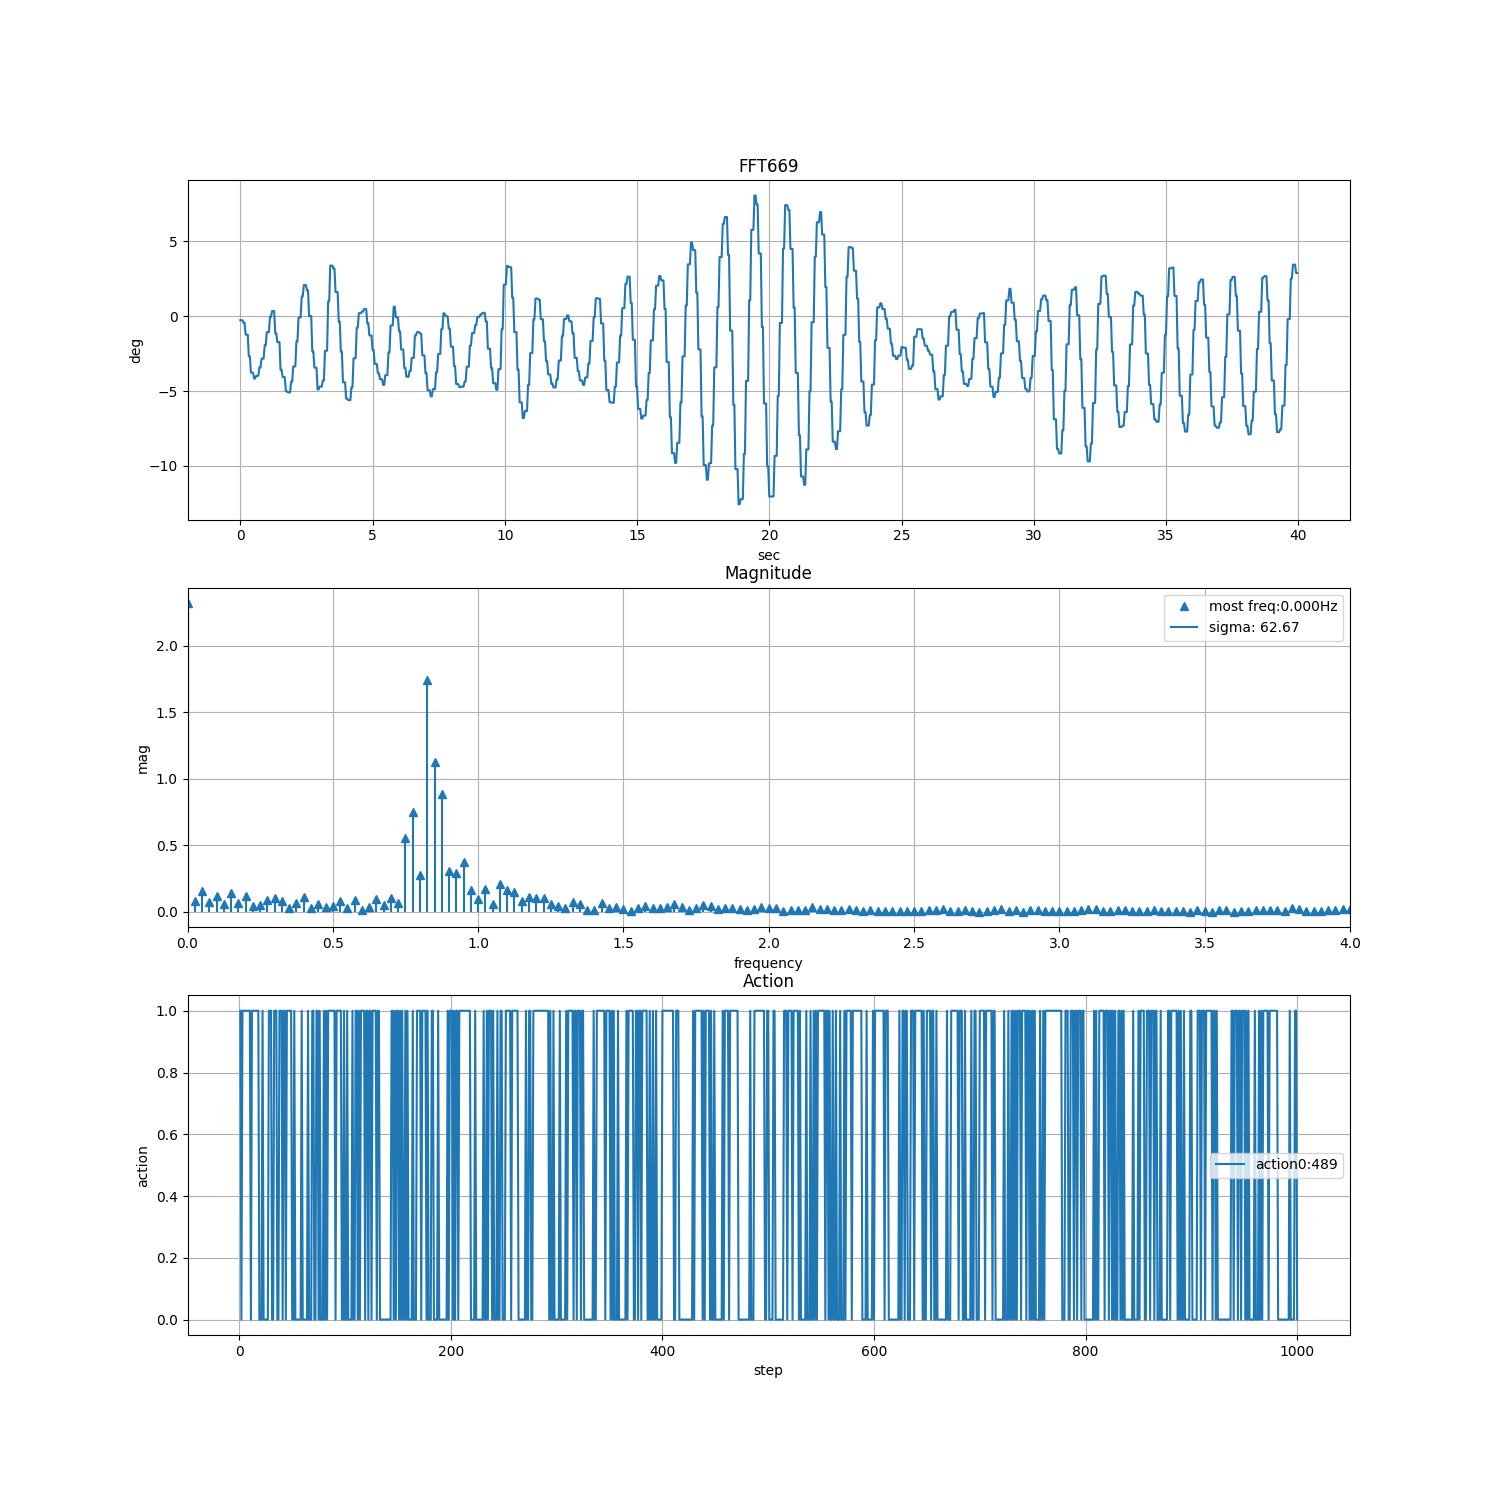 FFT669
5
0
−5
−10
deg
0 5 10 15 20 25 30 35 40
sec
Magnitude
most freq:0.000Hz
sigma: 62.67
2.0
1.5
1.0
0.5
0.0
mag
0.0 0.5 1.0 1.5 2.0 2.5 3.0 3.5 4.0
frequency
Action
1.0
0.8
0.6
0.4
0.2
0.0
action
action0:489
0 200 400 600 800 1000
step